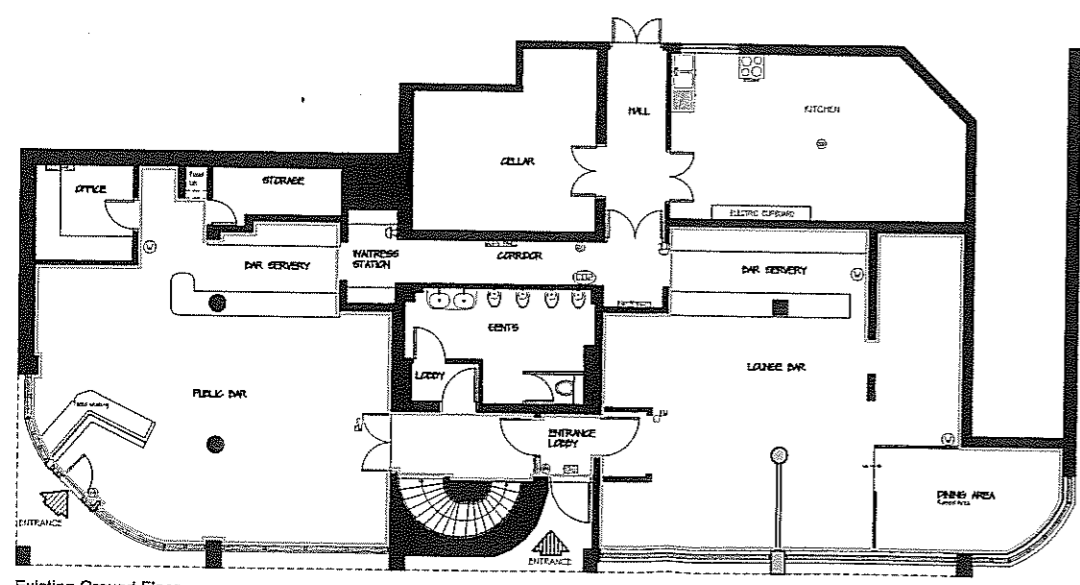 HALL
KITCHEN
CELLAR
OFFICE
STORAGE
ELECTRIC CUPBOARD
BAR SERVERY
WAITRESS
STATION
CORRIDOR
BAR SERVERY
GENTS
LOBBY
PUBLIC BAR
LOUNGE BAR
ENTRANCE
LOBBY
DINING AREA
ENTRANCE
ENTRANCE
Existing Ground Floor